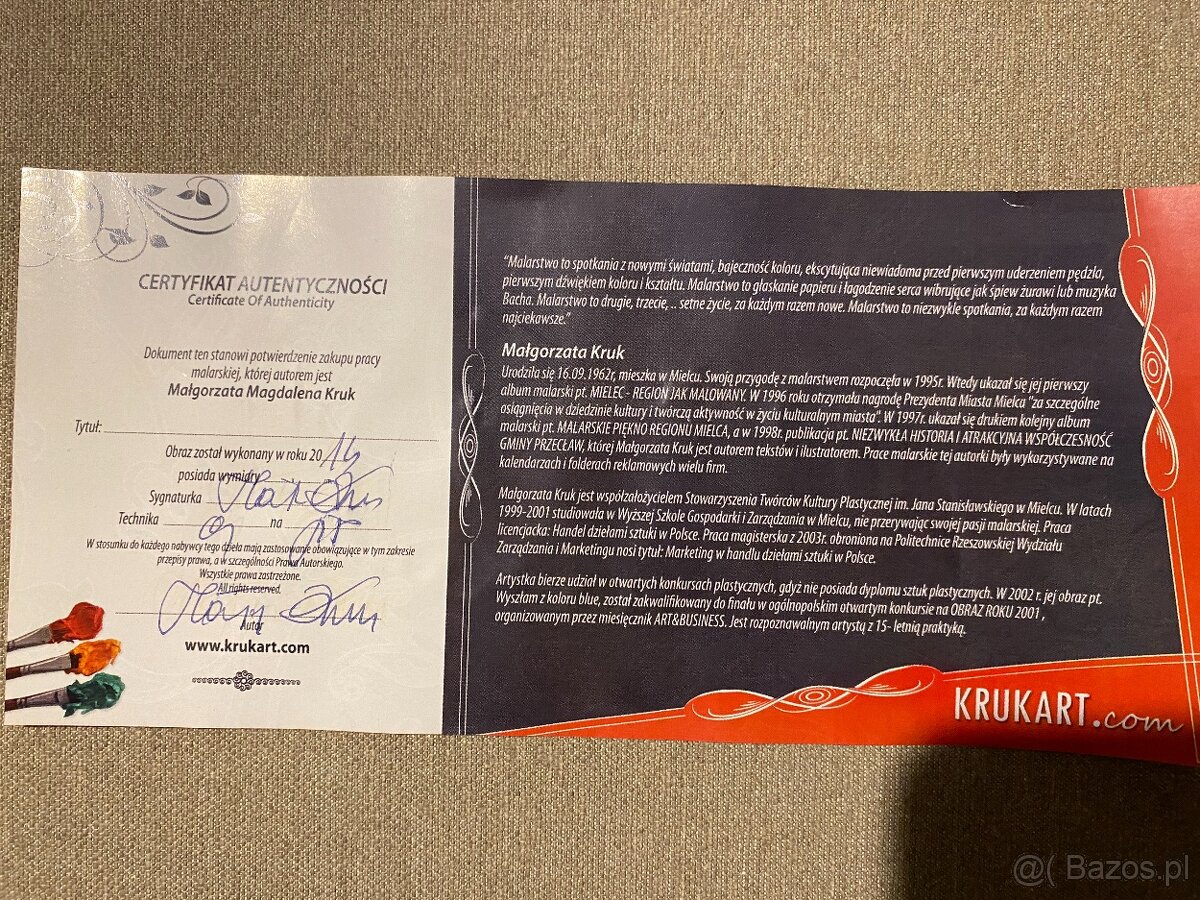 CERTYFIKAT AUTENTYCZNOŚCI
Certificate Of Authenticity
Dokument ten stanowi potwierdzenie zakupu pracy
malarskiej, której autorem jest
Małgorzata Magdalena Kruk
Tytuł:
Obraz został wykonany w roku 2014
posiada wymiary
Sygnaturka
Technika na
W stosunku do każdego nabywcy tego dzieła mają zastosowanie obowiązujące w tym zakresie
przepisy prawa, a w szczególności Prawa Autorskiego.
Wszystkie prawa zastrzeżone.
All rights reserved.
Autor
www.krukart.com
"Malarstwo to spotkania z nowymi światami, bajeczność koloru, ekscytująca niewiadoma przed pierwszym uderzeniem pędzla,
pierwszym dźwiękiem koloru i kształtu. Malarstwo to głaskanie papieru i łagodzenie serca wibrujące jak śpiew żurawi lub muzyka
Bacha. Malarstwo to drugie, trzecie, .. setne życie, za każdym razem nowe. Malarstwo to niezwykle spotkania, za każdym razem
najciekawsze."
Małgorzata Kruk
Urodziła się 16.09.1962r, mieszka w Mielcu. Swoją przygodę z malarstwem rozpoczęła w 1995r. Wtedy ukazał się jej pierwszy
album malarski pt. MIELEC - REGION JAK MALOWANY. W 1996 roku otrzymała nagrodę Prezydenta Miasta Mielca "za szczególne
osiągnięcia w dziedzinie kultury i twórczą aktywność w życiu kulturalnym miasta". W 1997r. ukazał się drukiem kolejny album
malarski pt. MALARSKIE PIĘKNO REGIONU MIELCA, a w 1998r. publikacja pt. NIEZWYKŁA HISTORIA I ATRAKCYJNA WSPÓŁCZESNOŚĆ
GMINY PRZECŁAW, której Małgorzata Kruk jest autorem tekstów i ilustratorem. Prace malarskie tej autorki były wykorzystywane na
kalendarzach i folderach reklamowych wielu firm.
Małgorzata Kruk jest współzałożycielem Stowarzyszenia Twórców Kultury Plastycznej im. Jana Stanisławskiego w Mielcu. W latach
1999-2001 studiowała w Wyższej Szkole Gospodarki i Zarządzania w Mielcu, nie przerywając swojej pasji malarskiej. Praca
licencjacka: Handel dziełami sztuki w Polsce. Praca magisterska z 2003r. obroniona na Politechnice Rzeszowskiej Wydziału
Zarządzania i Marketingu nosi tytuł: Marketing w handlu dziełami sztuki w Polsce.
Artystka bierze udział w otwartych konkursach plastycznych, gdyż nie posiada dyplomu sztuk plastycznych. W 2002 r. jej obraz pt.
Wyszłam z koloru blue, został zakwalifikowany do finału w ogólnopolskim otwartym konkursie na OBRAZ ROKU 2001 ,
organizowanym przez miesięcznik ART&BUSINESS. Jest rozpoznawalnym artystą z 15- letnią praktyką.
KRUKART.com
@( Bazos.pl